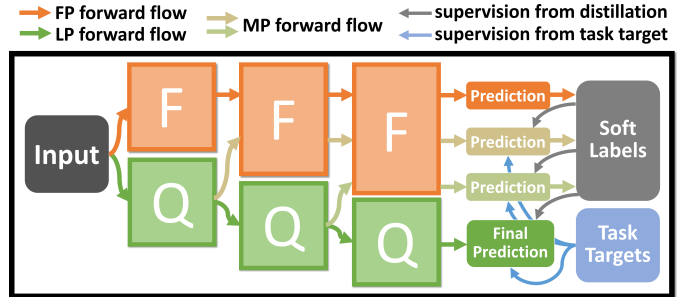 FP forward flow
LP forward flow
MP forward flow
supervision from distillation
supervision from task target
Input
F
F
F
Q
Q
Q
Prediction
Prediction
Prediction
Final
Prediction
Soft
Labels
Task
Targets